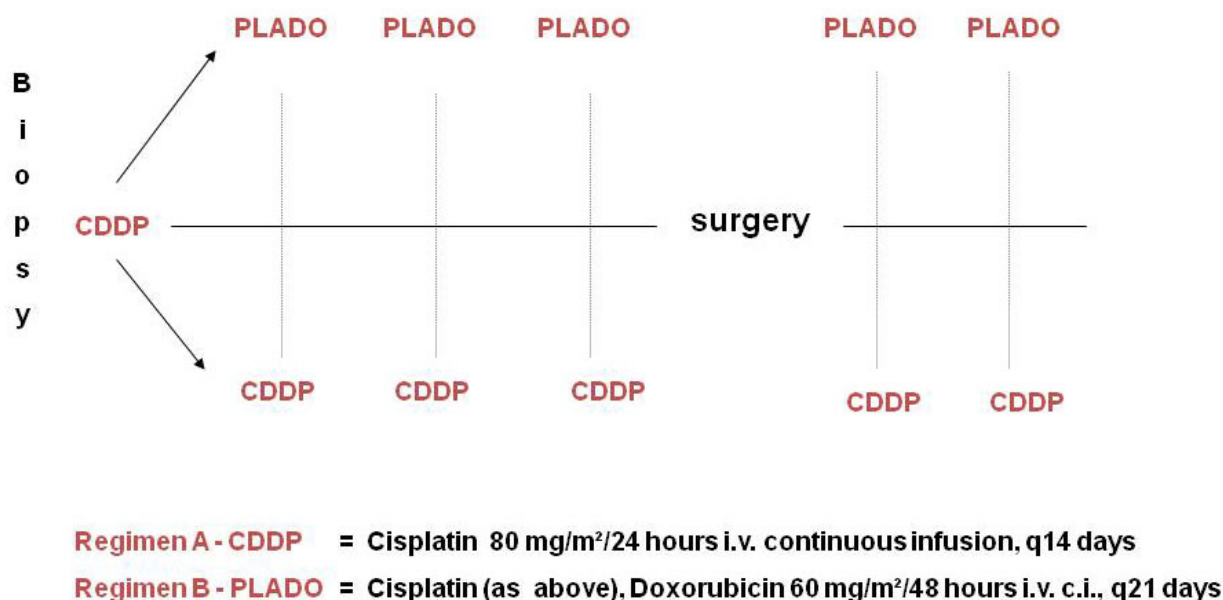 PLADO PLADO PLADO PLADO PLADO
Biopsy
CDDP
surgery
CDDP CDDP CDDP CDDP CDDP
Regimen A - CDDP = Cisplatin 80 mg/m²/24 hours i.v. continuous infusion, q14 days
Regimen B - PLADO = Cisplatin (as above), Doxorubicin 60 mg/m²/48 hours i.v. c.i., q21 days